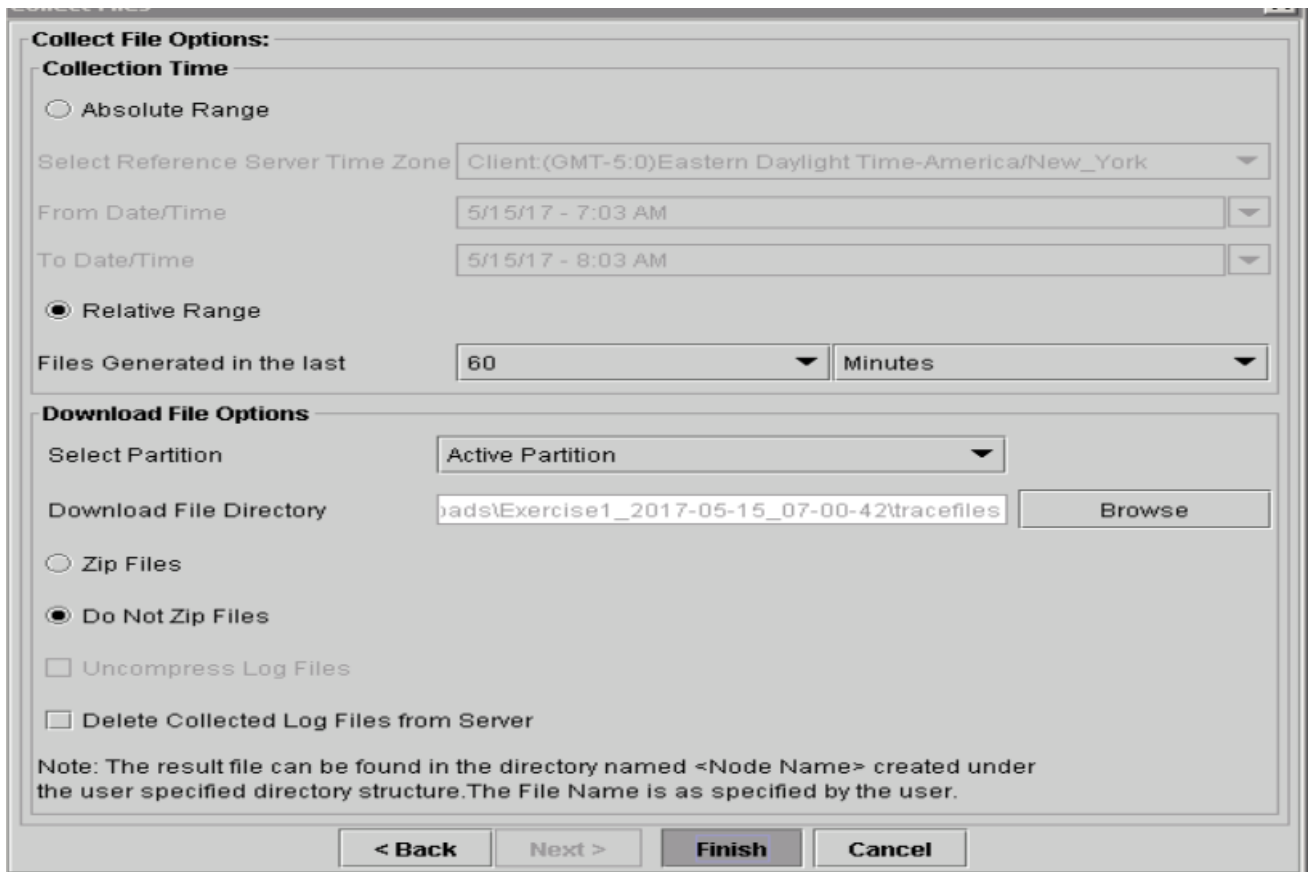 Collect Files
Collect File Options:
Collection Time
Absolute Range
Select Reference Server Time Zone Client:(GMT-5:0)Eastern Daylight Time-America/New_York
From Date/Time 5/15/17 - 7:03 AM
To Date/Time 5/15/17 - 8:03 AM
Relative Range
Files Generated in the last 60 Minutes
Download File Options
Select Partition Active Partition
Download File Directory oads\Exercise1_2017-05-15_07-00-42\tracefiles Browse
Zip Files
Do Not Zip Files
Uncompress Log Files
Delete Collected Log Files from Server
Note: The result file can be found in the directory named <Node Name> created under
the user specified directory structure.The File Name is as specified by the user.
< Back Next > Finish Cancel